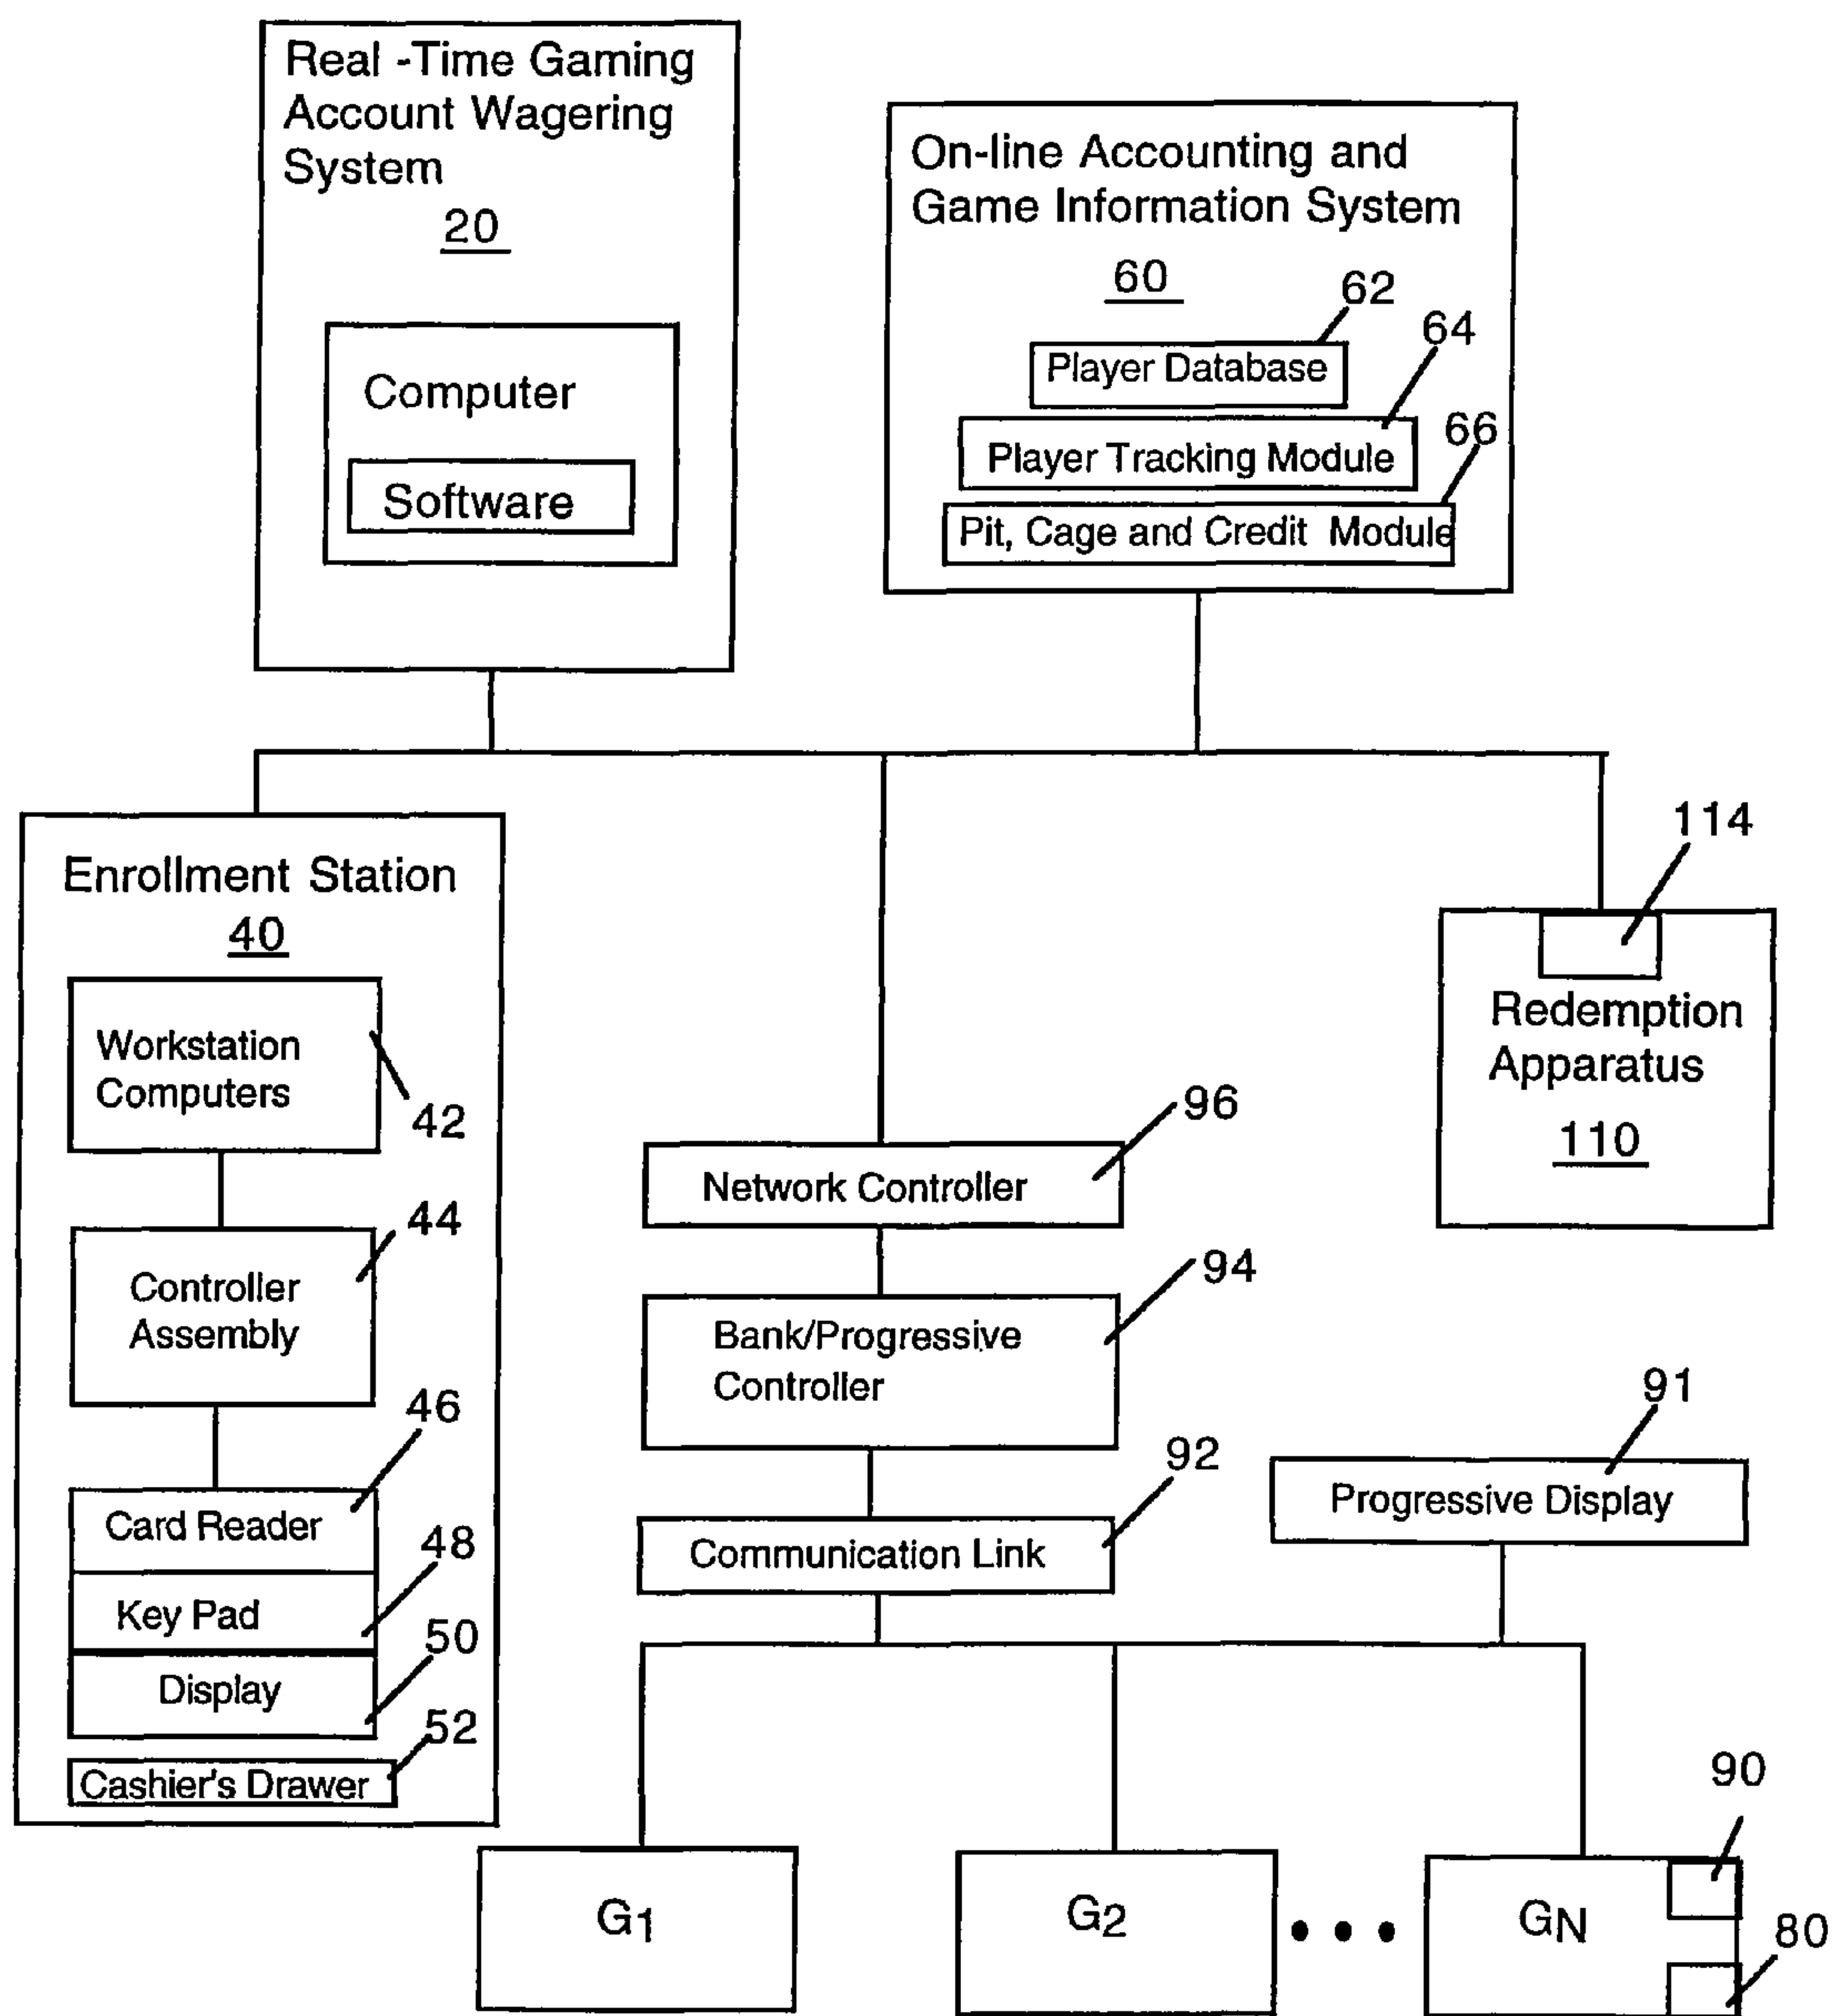 Real -Time Gaming
Account Wagering
System
20
Computer
Software
On-line Accounting and
Game Information System
60
62
64
Player Database
66
Player Tracking Module
Pit, Cage and Credit Module
Enrollment Station
40
Workstation
Computers
42
44
Controller
Assembly
46
Card Reader
48
Key Pad
50
Display
52
Cashier's Drawer
114
Redemption
Apparatus
110
96
Network Controller
94
Bank/Progressive
Controller
92
Communication Link
91
Progressive Display
90
G1
G2
• • •
GN
80